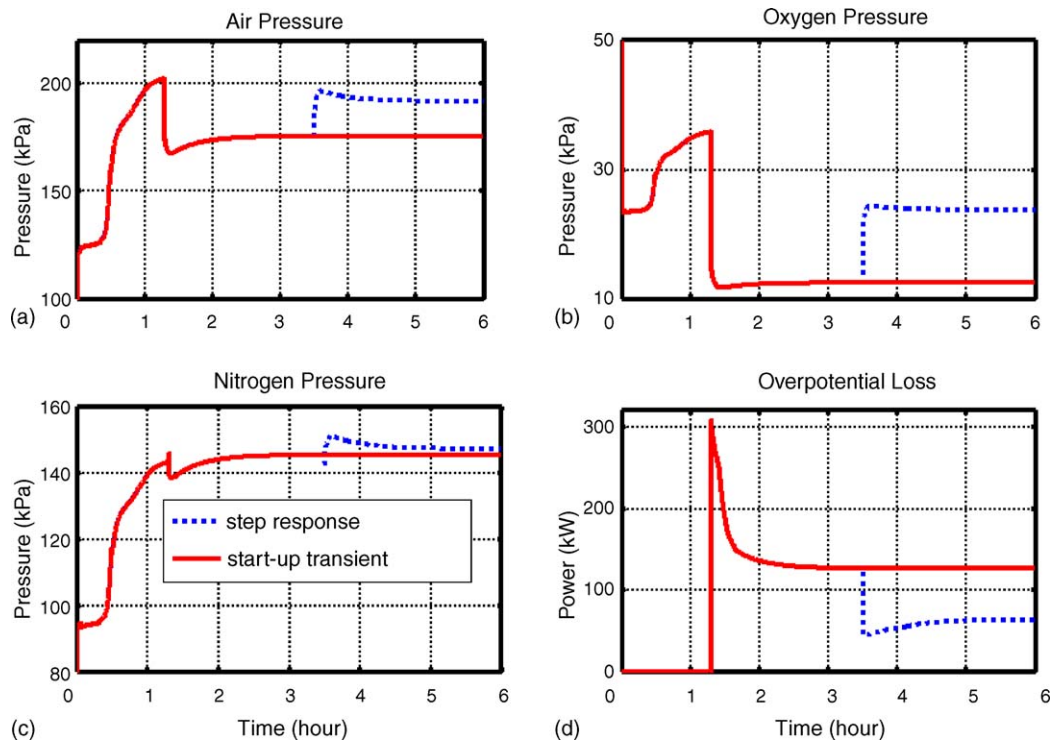 Air Pressure
200
150
100
Pressure (kPa)
0 1 2 3 4 5 6
(a)
Oxygen Pressure
50
30
10
Pressure (kPa)
0 1 2 3 4 5 6
(b)
Nitrogen Pressure
160
140
120
100
80
Pressure (kPa)
step response
start-up transient
0 1 2 3 4 5 6
(c)
Time (hour)
Overpotential Loss
300
200
100
0
Power (kW)
0 1 2 3 4 5 6
(d)
Time (hour)